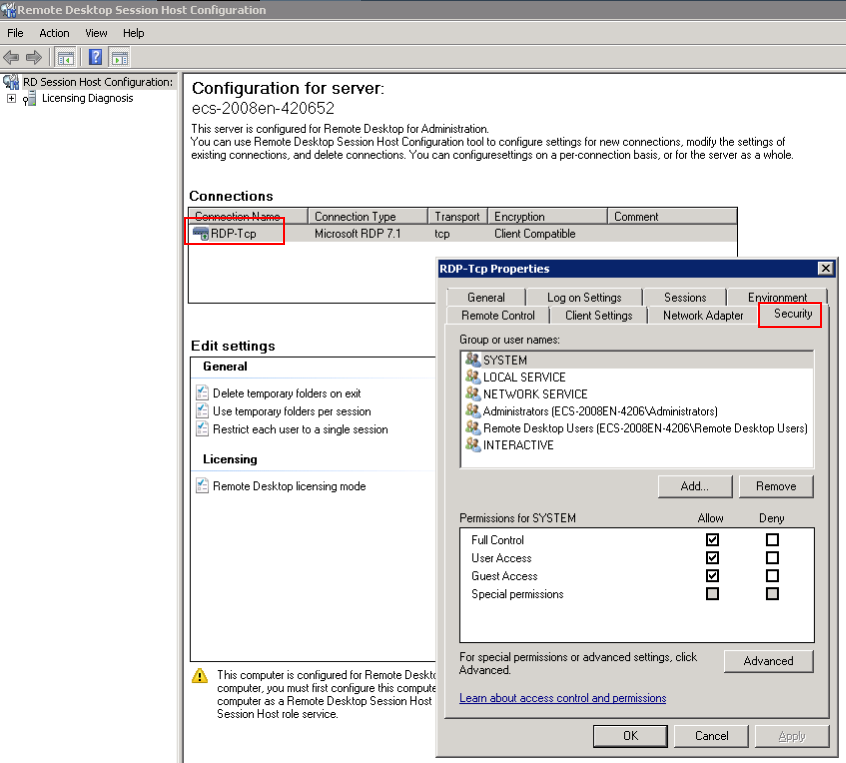 Remote Desktop Session Host Configuration
File Action View Help
RD Session Host Configuration:
Licensing Diagnosis
Configuration for server:
ecs-2008en-420652
This server is configured for Remote Desktop for Administration.
You can use Remote Desktop Session Host Configuration tool to configure settings for new connections, modify the settings of
existing connections, and delete connections. You can configuresettings on a per-connection basis, or for the server as a whole.
Connections
Connection Name Connection Type Transport Encryption Comment
RDP-Tcp Microsoft RDP 7.1 tcp Client Compatible
Edit settings
General
Delete temporary folders on exit
Use temporary folders per session
Restrict each user to a single session
Licensing
Remote Desktop licensing mode
This computer is configured for Remote Deskto
computer, you must first configure this compute
computer as a Remote Desktop Session Host
Session Host role service.
RDP-Tcp Properties
General Log on Settings Sessions Environment
Remote Control Client Settings Network Adapter Security
Group or user names:
SYSTEM
LOCAL SERVICE
NETWORK SERVICE
Administrators (ECS-2008EN-4206\Administrators)
Remote Desktop Users (ECS-2008EN-4206\Remote Desktop Users)
INTERACTIVE
Add... Remove
Permissions for SYSTEM Allow Deny
Full Control
User Access
Guest Access
Special permissions
For special permissions or advanced settings, click
Advanced.
Advanced
Learn about access control and permissions
OK Cancel Apply